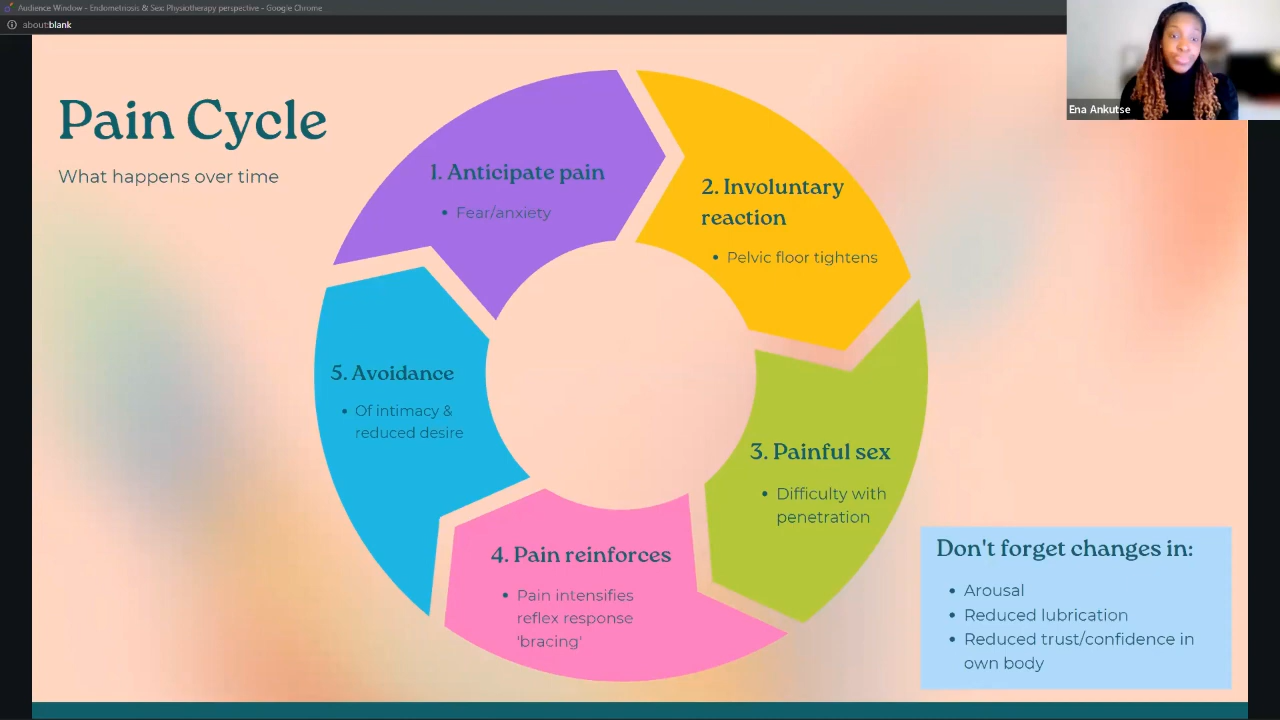 Audience Window - Endometriosis & Sex: Physiotherapy perspective - Google Chrome
about:blank
Ena Ankutse
Pain Cycle
What happens over time
1. Anticipate pain
• Fear/anxiety
2. Involuntary
reaction
• Pelvic floor tightens
3. Painful sex
• Difficulty with
penetration
4. Pain reinforces
• Pain intensifies
reflex response
'bracing'
5. Avoidance
• Of intimacy &
reduced desire
Don't forget changes in:
• Arousal
• Reduced lubrication
• Reduced trust/confidence in
own body